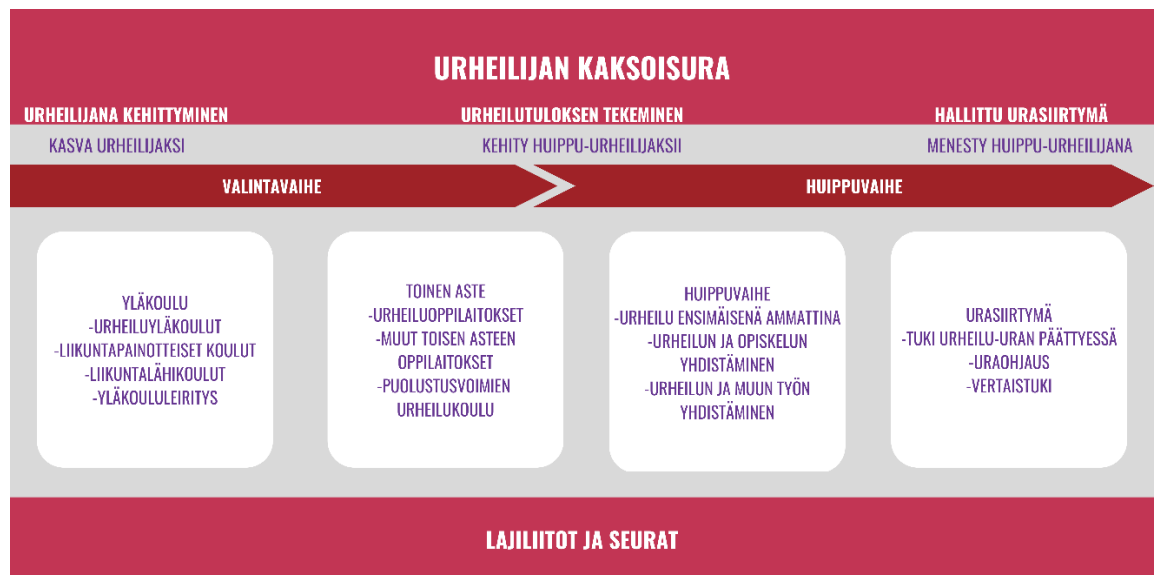 URHEILIJAN KAKSOISURA
URHEILIJANA KEHITTYMINEN
URHEILUTULOKSEN TEKEMINEN
HALLITTU URASIIRTYMÄ
KASVA URHEILIJAKSI
KEHITY HUIPPU-URHEILIJAKSII
MENESTY HUIPPU-URHEILIJANA
VALINTAVAIHE
HUIPPUVAIHE
YLÄKOULU
-URHEILUYLÄKOULUT
-LIIKUNTAPAINOTTEISET KOULUT
-LIIKUNTALÄHIKOULUT
-YLÄKOULULEIRITYS
TOINEN ASTE
-URHEILUOPPILAITOKSET
-MUUT TOISEN ASTEEN
OPPILAITOKSET
-PUOLUSTUSVOIMIEN
URHEILUKOULU
HUIPPUVAIHE
-URHEILU ENSIMÄISENÄ AMMATTINA
-URHEILUN JA OPISKELUN
YHDISTÄMINEN
-URHEILUN JA MUUN TYÖN
YHDISTÄMINEN
URASIIRTYMÄ
-TUKI URHEILU-URAN PÄÄTTYESSÄ
-URAOHJAUS
-VERTAISTUKI
LAJILIITOT JA SEURAT